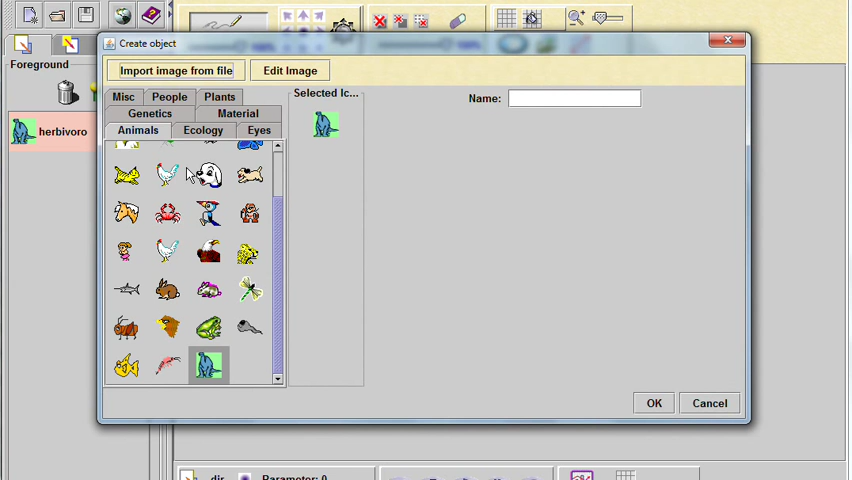 Create object
Import image from file
Edit Image
Foreground
herbivoro
Misc
People
Plants
Genetics
Material
Animals
Ecology
Eyes
Selected Ic...
Name:
OK
Cancel
dir
Parameter: 0